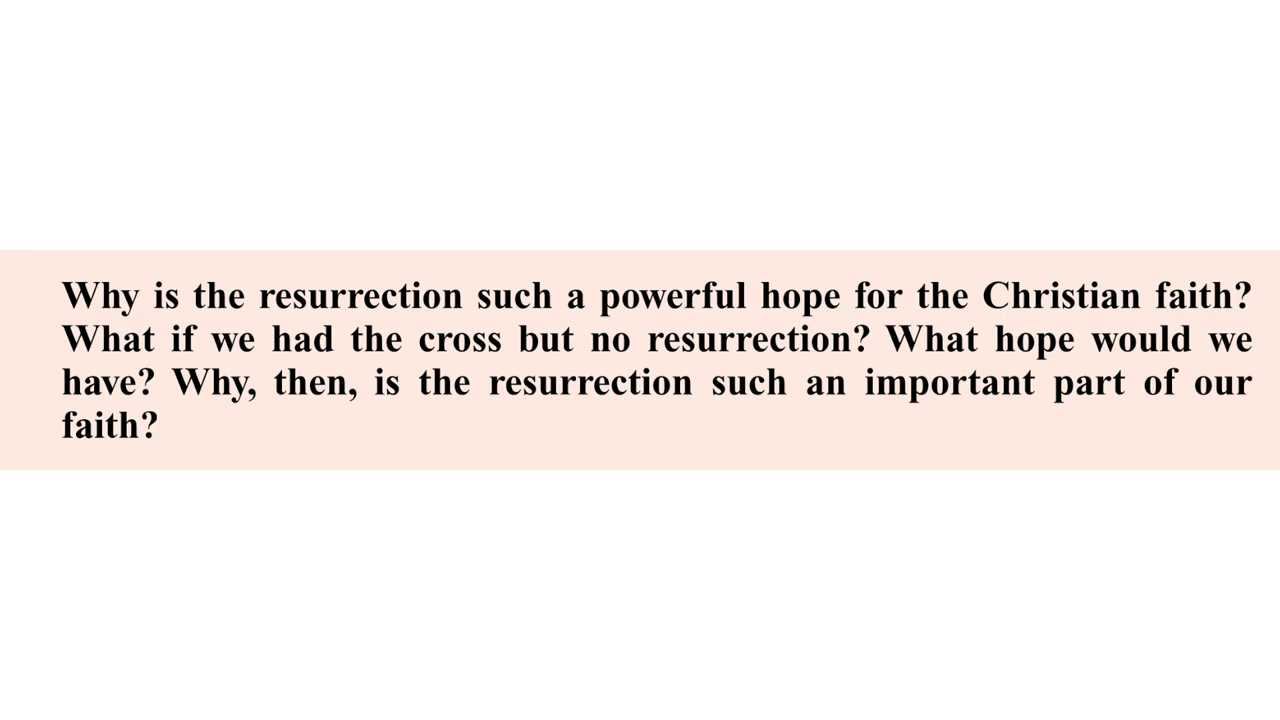 Why is the resurrection such a powerful hope for the Christian faith?
What if we had the cross but no resurrection? What hope would we
have? Why, then, is the resurrection such an important part of our
faith?